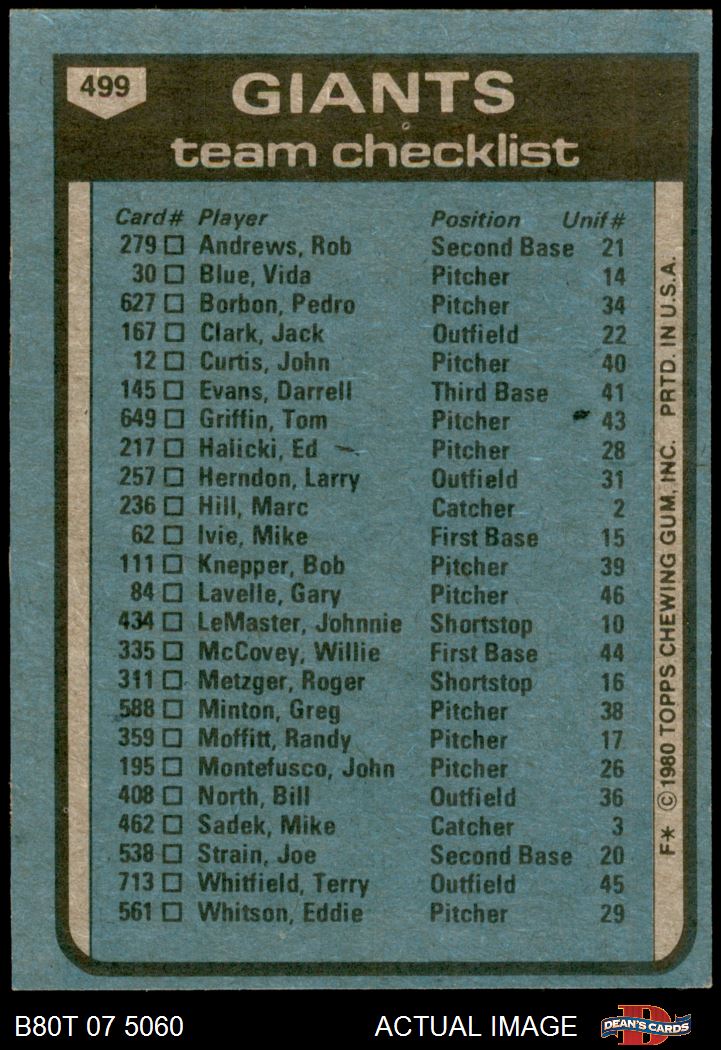 499
GIANTS
team checklist
Card# Player Position Unif#
279 Andrews, Rob Second Base 21
30 Blue, Vida Pitcher 14
627 Borbon, Pedro Pitcher 34
167 Clark, Jack Outfield 22
12 Curtis, John Pitcher 40
145 Evans, Darrell Third Base 41
649 Griffin, Tom Pitcher 43
217 Halicki, Ed Pitcher 28
257 Herndon, Larry Outfield 31
236 Hill, Marc Catcher 2
62 Ivie, Mike First Base 15
111 Knepper, Bob Pitcher 39
84 Lavelle, Gary Pitcher 46
434 LeMaster, Johnnie Shortstop 10
335 McCovey, Willie First Base 44
311 Metzger, Roger Shortstop 16
588 Minton, Greg Pitcher 38
359 Moffitt, Randy Pitcher 17
195 Montefusco, John Pitcher 26
408 North, Bill Outfield 36
462 Sadek, Mike Catcher 3
538 Strain, Joe Second Base 20
713 Whitfield, Terry Outfield 45
561 Whitson, Eddie Pitcher 29
F* © 1980 TOPPS CHEWING GUM, INC. PRTD. IN U.S.A.
B80T 07 5060 ACTUAL IMAGE
DEAN'S CARDS